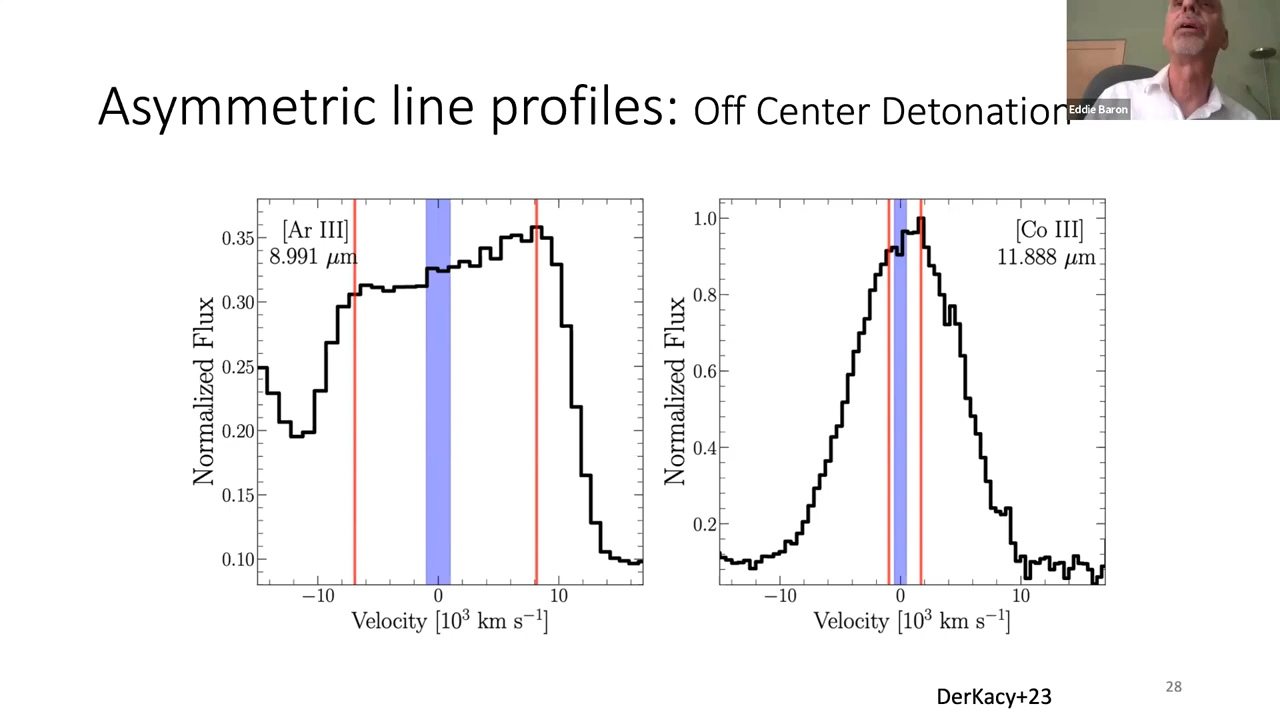 Asymmetric line profiles: Off Center Detonation
Eddie Baron
[Ar III]
8.991 μm
0.35
0.30
0.25
0.20
0.15
0.10
Normalized Flux
−10
0
10
Velocity [10³ km s⁻¹]
[Co III]
11.888 μm
1.0
0.8
0.6
0.4
0.2
Normalized Flux
−10
0
10
Velocity [10³ km s⁻¹]
DerKacy+23
28